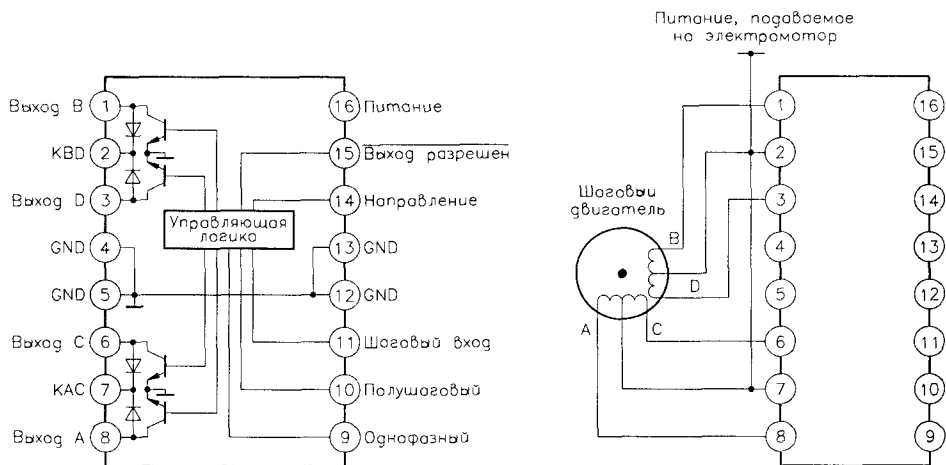 Питание, подаваемое
на электромотор
Выход B 1 16 Питание
KBD 2 15 Выход разрешен
Выход D 3 14 Направление
Управляющая
логика
GND 4 13 GND
GND 5 12 GND
Выход C 6 11 Шаговый вход
KAC 7 10 Полушаговый
Выход A 8 9 Однофазный
Шаговый
двигатель
B
D
A
C
1 16
2 15
3 14
4 13
5 12
6 11
7 10
8 9